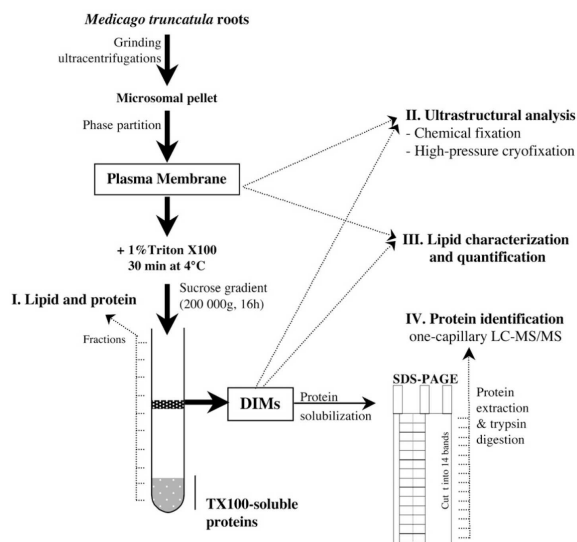 Medicago truncatula roots
Grinding
ultracentrifugations
Microsomal pellet
Phase partition
Plasma Membrane
+ 1%Triton X100
30 min at 4°C
Sucrose gradient
(200 000g, 16h)
I. Lipid and protein
Fractions
DIMs
TX100-soluble
proteins
Protein
solubilization
II. Ultrastructural analysis
- Chemical fixation
- High-pressure cryofixation
III. Lipid characterization
and quantification
IV. Protein identification
one-capillary LC-MS/MS
SDS-PAGE
Cut t into 14 bands
Protein
extraction
& trypsin
digestion